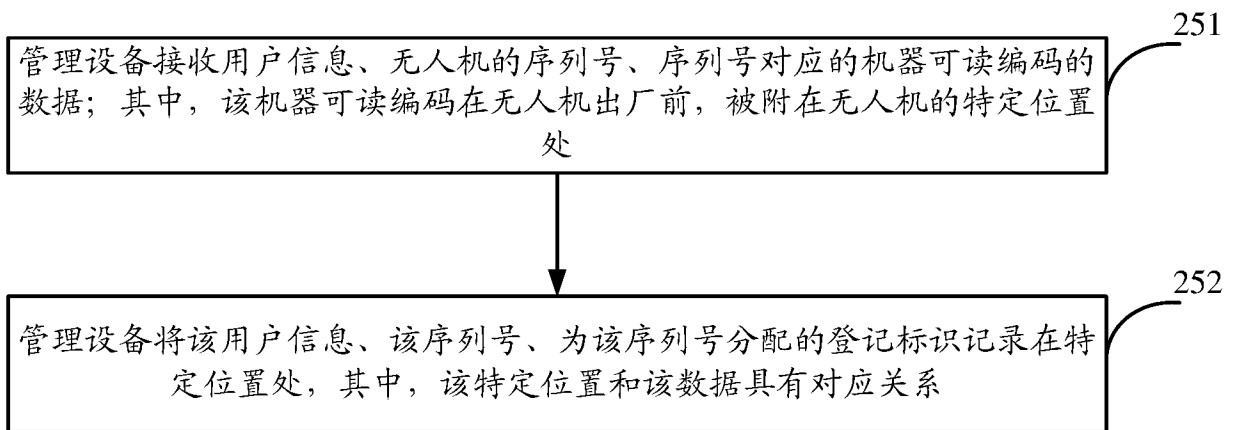 251
管理设备接收用户信息、无人机的序列号、序列号对应的机器可读编码的
数据；其中，该机器可读编码在无人机出厂前，被附在无人机的特定位置
处
252
管理设备将该用户信息、该序列号、为该序列号分配的登记标识记录在特
定位置处，其中，该特定位置和该数据具有对应关系